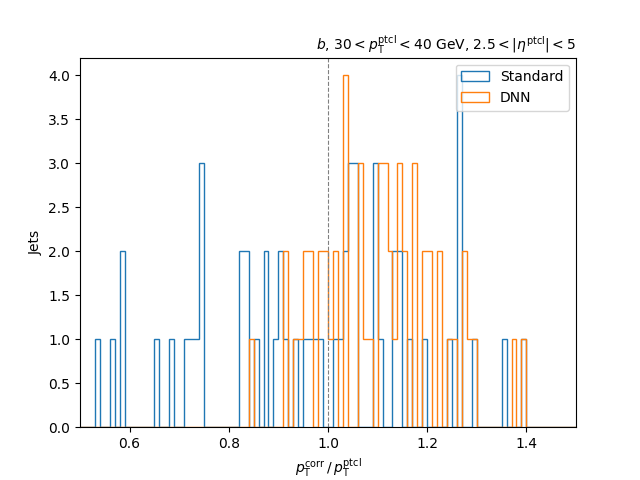 b, 30 < p_T^ptcl < 40 GeV, 2.5 < |η^ptcl| < 5
Standard
DNN
4.0
3.5
3.0
2.5
2.0
1.5
1.0
0.5
0.0
Jets
0.6 0.8 1.0 1.2 1.4
p_T^corr / p_T^ptcl